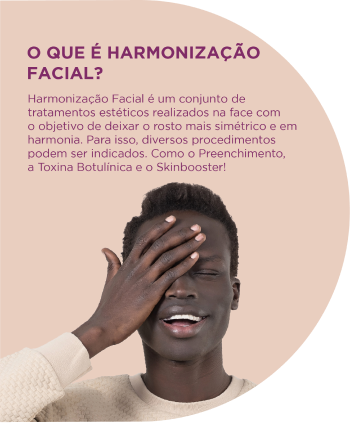 O QUE É HARMONIZAÇÃO
FACIAL?
Harmonização Facial é um conjunto de
tratamentos estéticos realizados na face com
o objetivo de deixar o rosto mais simétrico e em
harmonia. Para isso, diversos procedimentos
podem ser indicados. Como o Preenchimento,
a Toxina Botulínica e o Skinbooster!